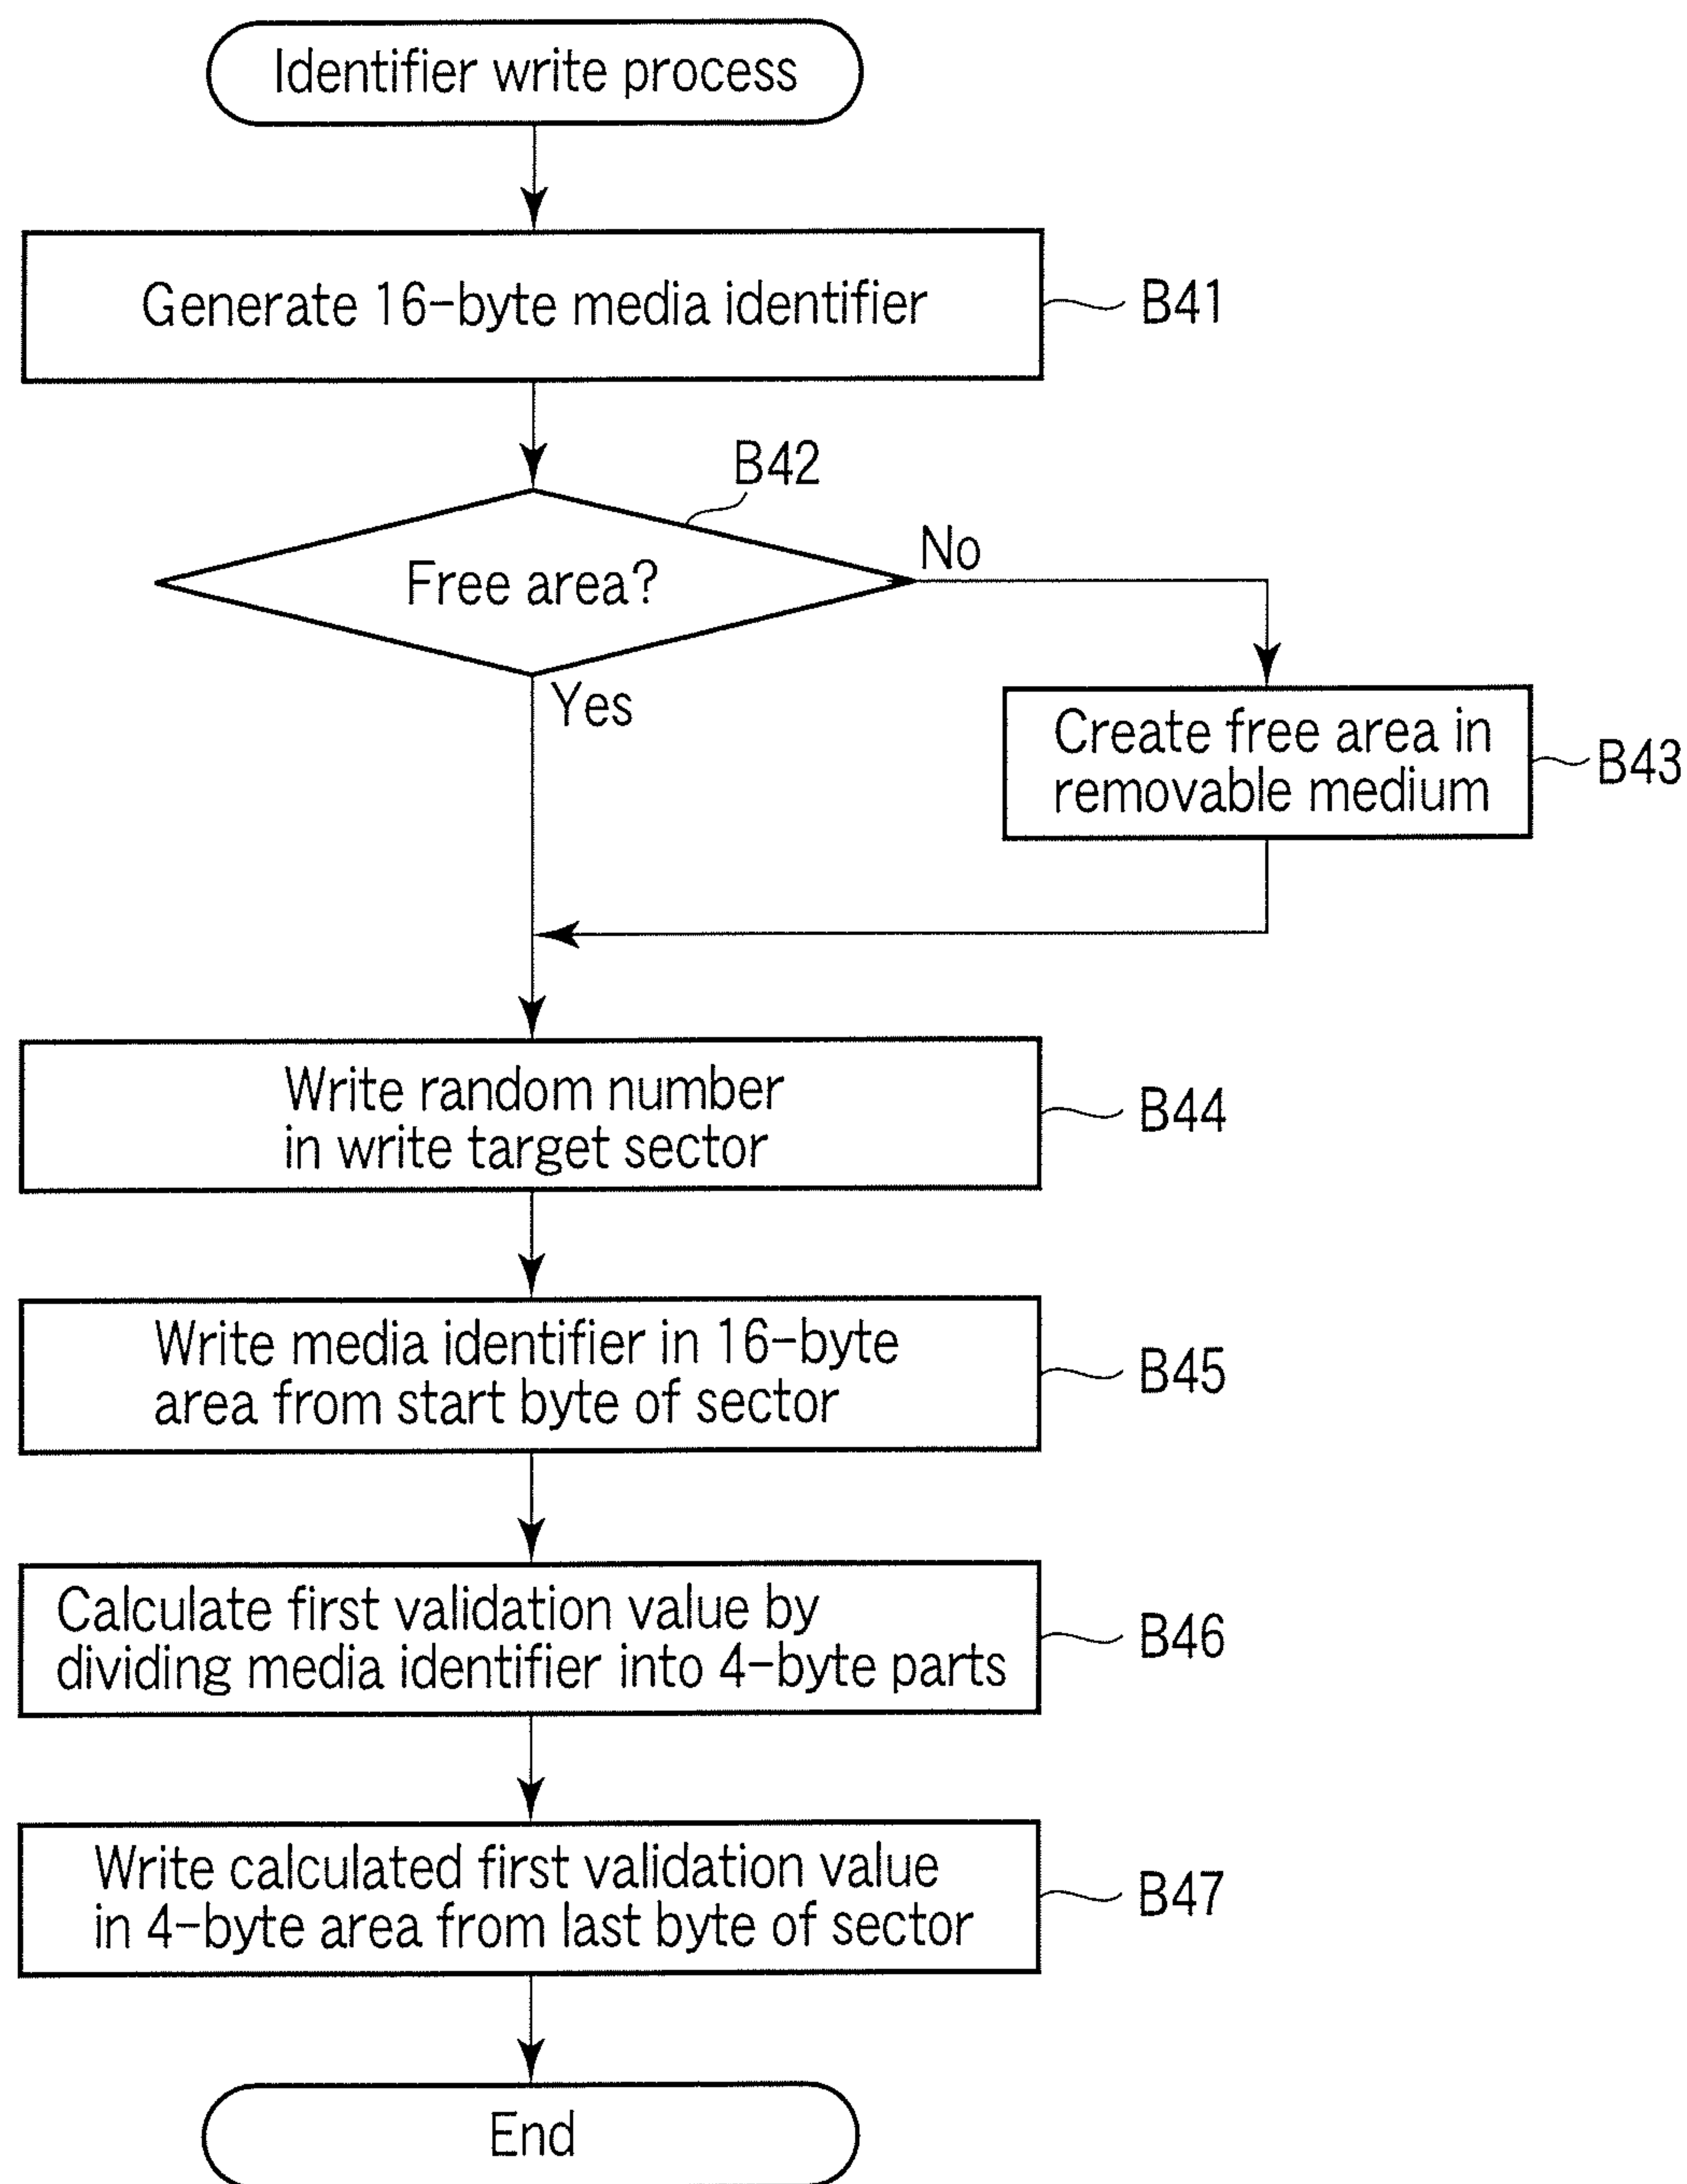 Identifier write process
Generate 16-byte media identifier
B41
B42
Free area?
No
Yes
Create free area in
removable medium
B43
Write random number
in write target sector
B44
Write media identifier in 16-byte
area from start byte of sector
B45
Calculate first validation value by
dividing media identifier into 4-byte parts
B46
Write calculated first validation value
in 4-byte area from last byte of sector
B47
End